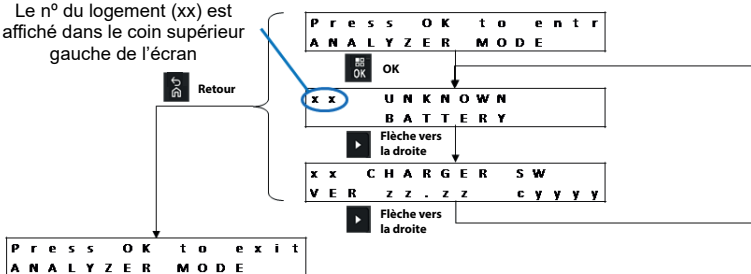 Le nº du logement (xx) est
affiché dans le coin supérieur
gauche de l’écran
Press OK to entr
ANALYZER MODE
OK
OK
Retour
xx UNKNOWN
BATTERY
Flèche vers
la droite
xx CHARGER SW
VER zz.zz cyyyy
Flèche vers
la droite
Press OK to exit
ANALYZER MODE